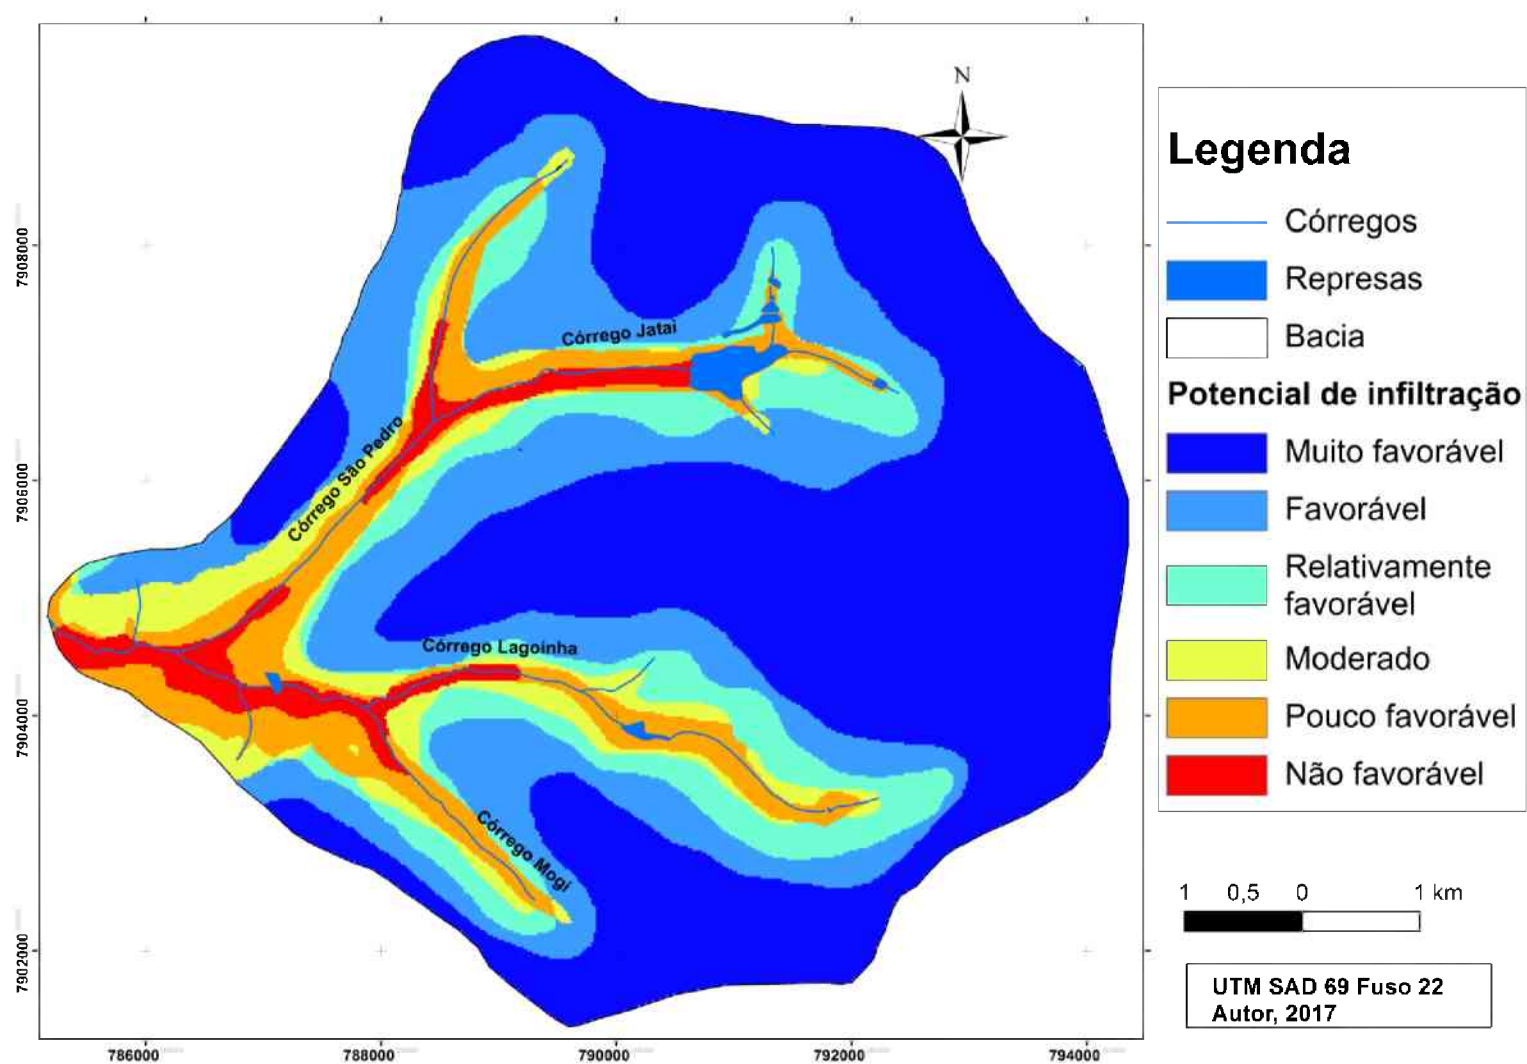 N
Legenda
Córregos
Represas
Bacia
Potencial de infiltração
Muito favorável
Favorável
Relativamente
favorável
Moderado
Pouco favorável
Não favorável
Córrego Jataí
Córrego São Pedro
Córrego Lagoinha
Córrego Mogi
7908000
7906000
7904000
7902000
786000
788000
790000
792000
794000
1 0,5 0 1 km
UTM SAD 69 Fuso 22
Autor, 2017